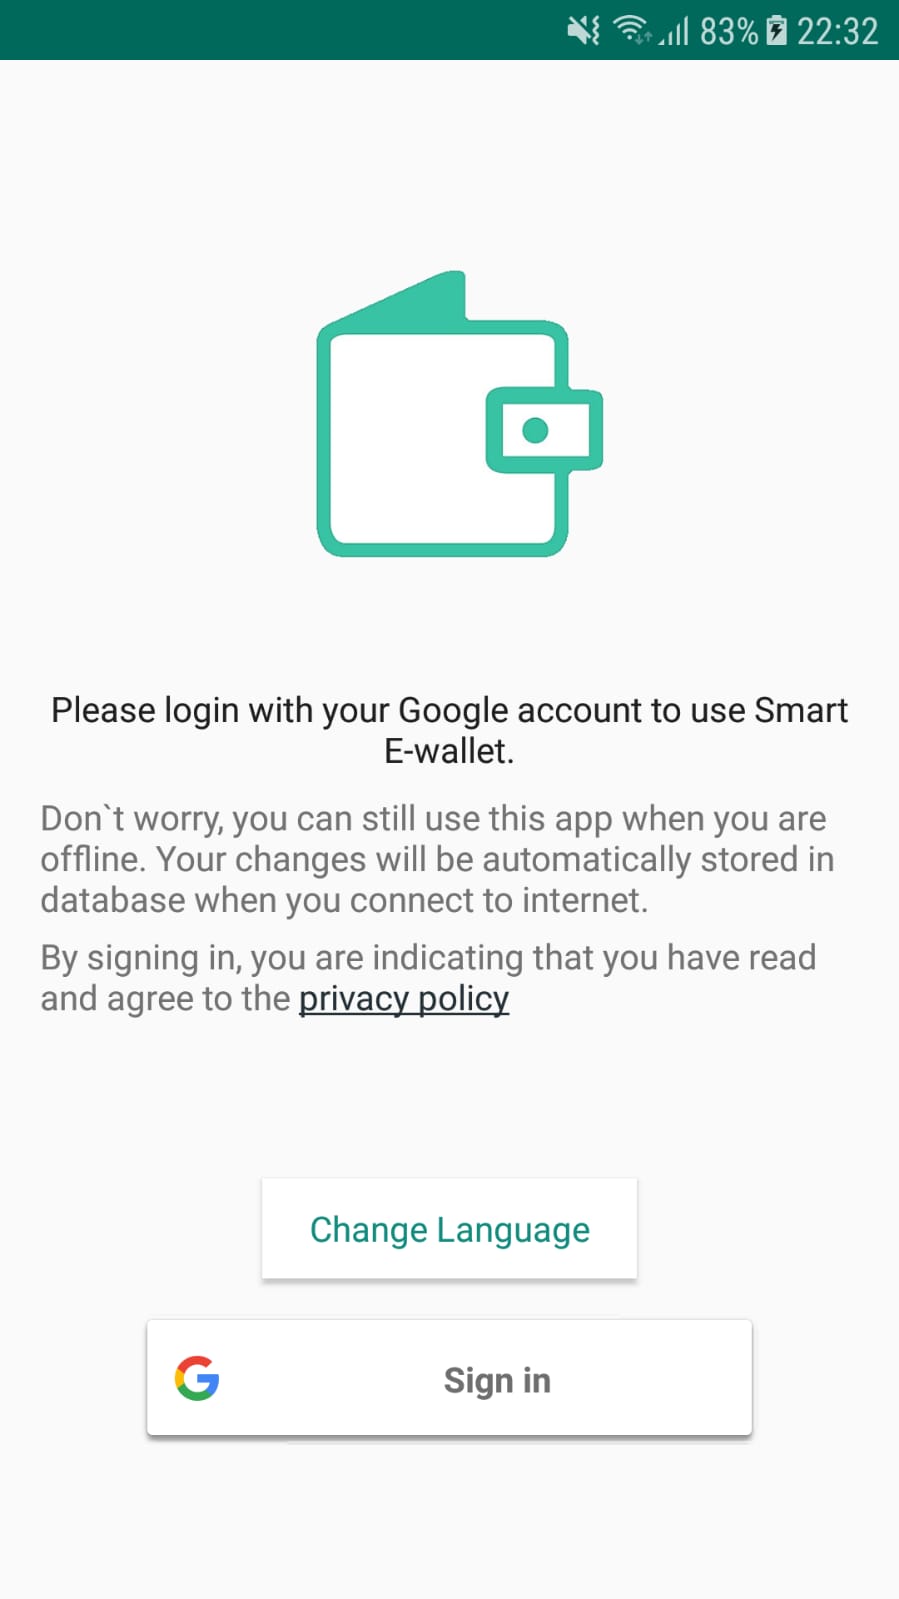 83% 22:32
Please login with your Google account to use Smart
E-wallet.
Don`t worry, you can still use this app when you are
offline. Your changes will be automatically stored in
database when you connect to internet.
By signing in, you are indicating that you have read
and agree to the privacy policy
Change Language
G Sign in